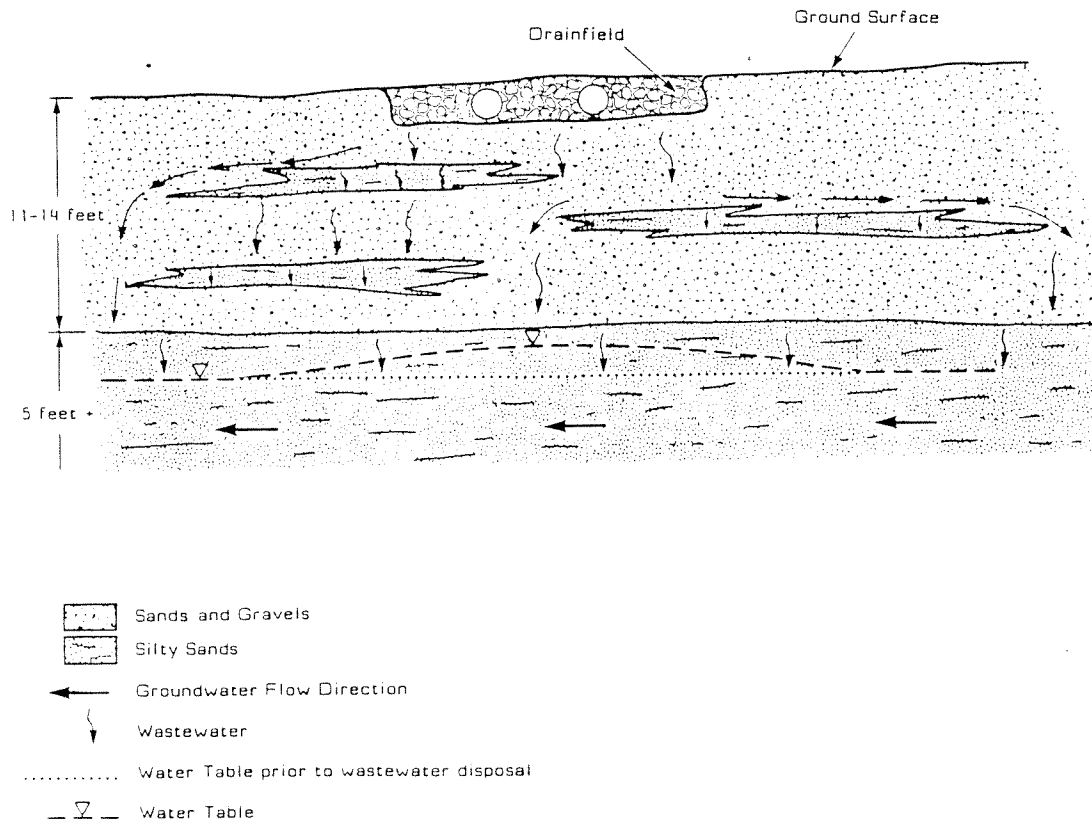 Ground Surface
Drainfield
11-14 feet
5 feet +
Sands and Gravels
Silty Sands
Groundwater Flow Direction
Wastewater
Water Table prior to wastewater disposal
Water Table